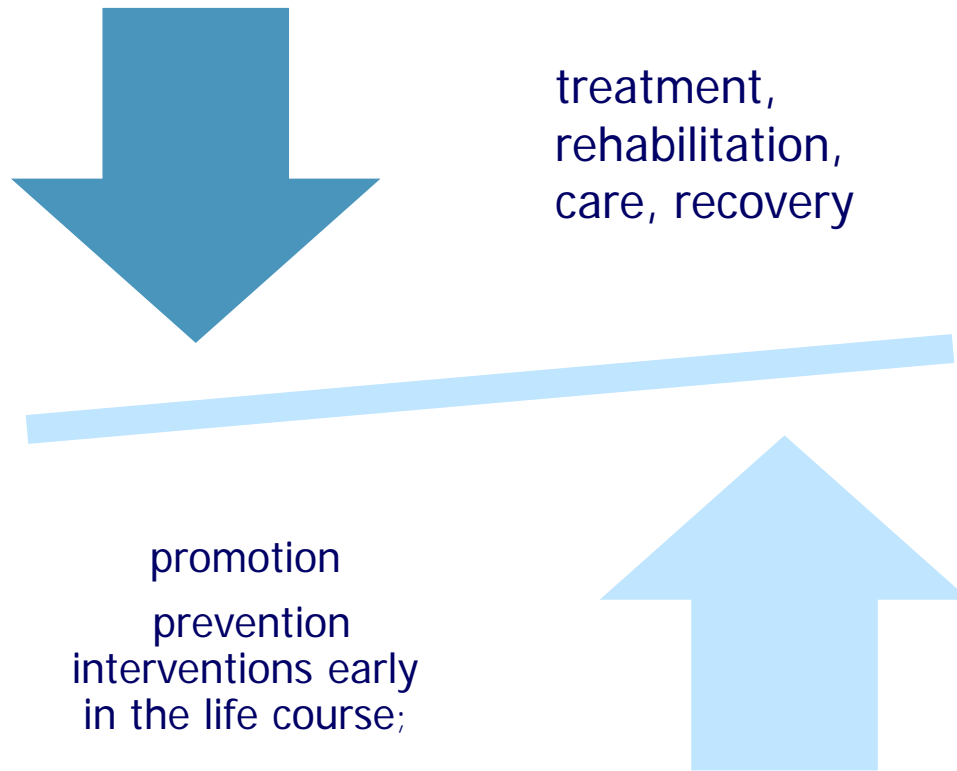 treatment,
rehabilitation,
care, recovery
promotion
prevention
interventions early
in the life course;